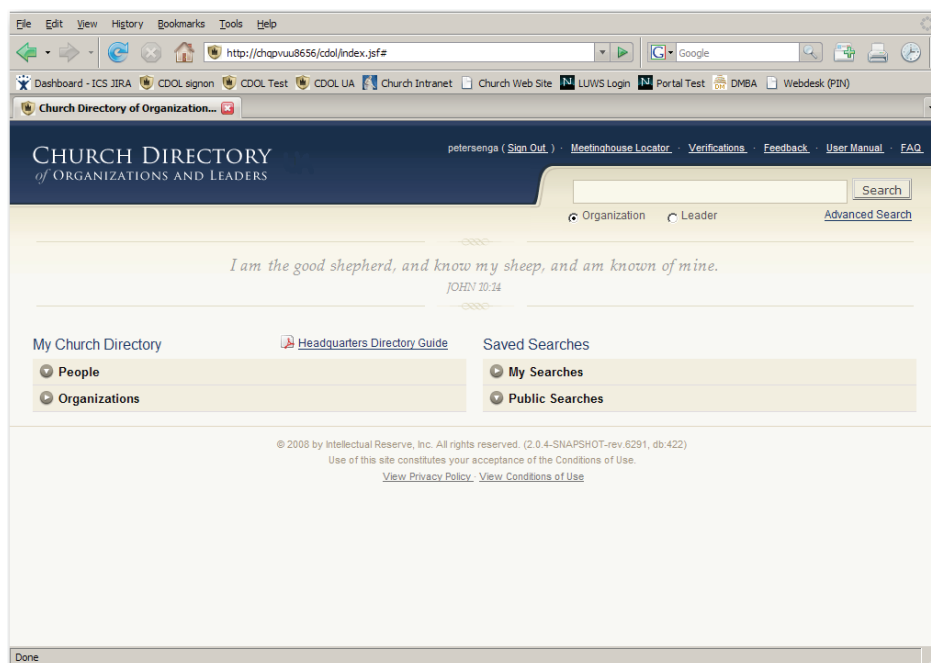 File Edit View History Bookmarks Tools Help
http://chqpvuu8656/cdol/index.jsf# G Google
Dashboard - ICS JIRA CDOL signon CDOL Test CDOL UA Church Intranet Church Web Site LUWS Login Portal Test DMBA Webdesk (PIN)
Church Directory of Organization...
CHURCH DIRECTORY
of ORGANIZATIONS AND LEADERS
petersenga ( Sign Out ) · Meetinghouse Locator · Verifications · Feedback · User Manual · FAQ
Search
Organization Leader Advanced Search
I am the good shepherd, and know my sheep, and am known of mine.
JOHN 10:14
My Church Directory Headquarters Directory Guide Saved Searches
People My Searches
Organizations Public Searches
© 2008 by Intellectual Reserve, Inc. All rights reserved. (2.0.4-SNAPSHOT-rev.6291, db:422)
Use of this site constitutes your acceptance of the Conditions of Use.
View Privacy Policy · View Conditions of Use
Done